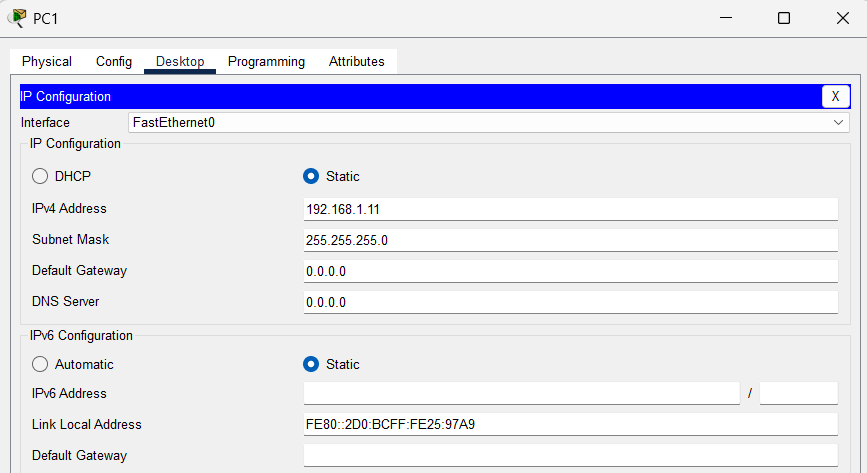 PC1
Physical Config Desktop Programming Attributes
IP Configuration X
Interface FastEthernet0
IP Configuration
DHCP Static
IPv4 Address 192.168.1.11
Subnet Mask 255.255.255.0
Default Gateway 0.0.0.0
DNS Server 0.0.0.0
IPv6 Configuration
Automatic Static
IPv6 Address /
Link Local Address FE80::2D0:BCFF:FE25:97A9
Default Gateway